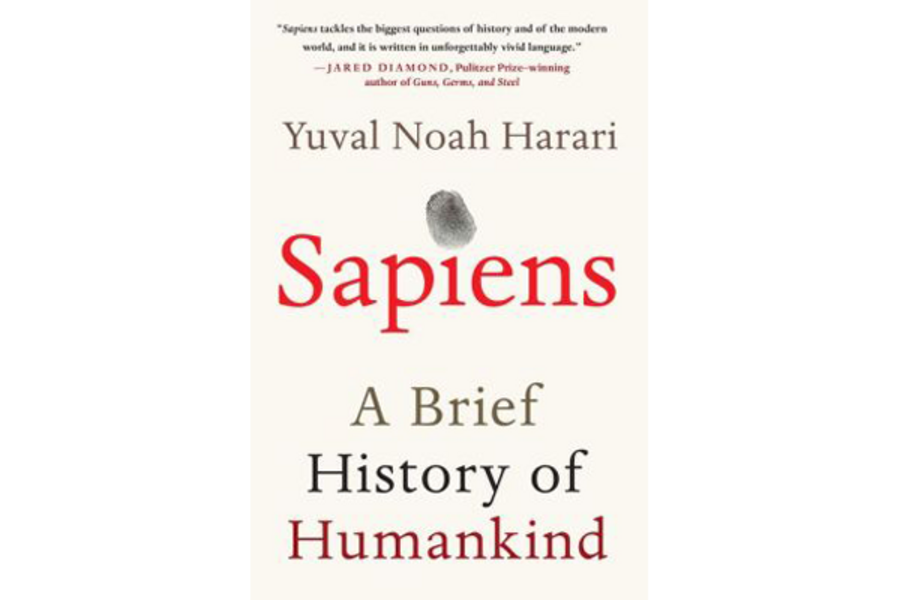 "Sapiens tackles the biggest questions of history and of the modern
world, and it is written in unforgettably vivid language."
—JARED DIAMOND, Pulitzer Prize–winning
author of Guns, Germs, and Steel
Yuval Noah Harari
Sapiens
A Brief
History of
Humankind